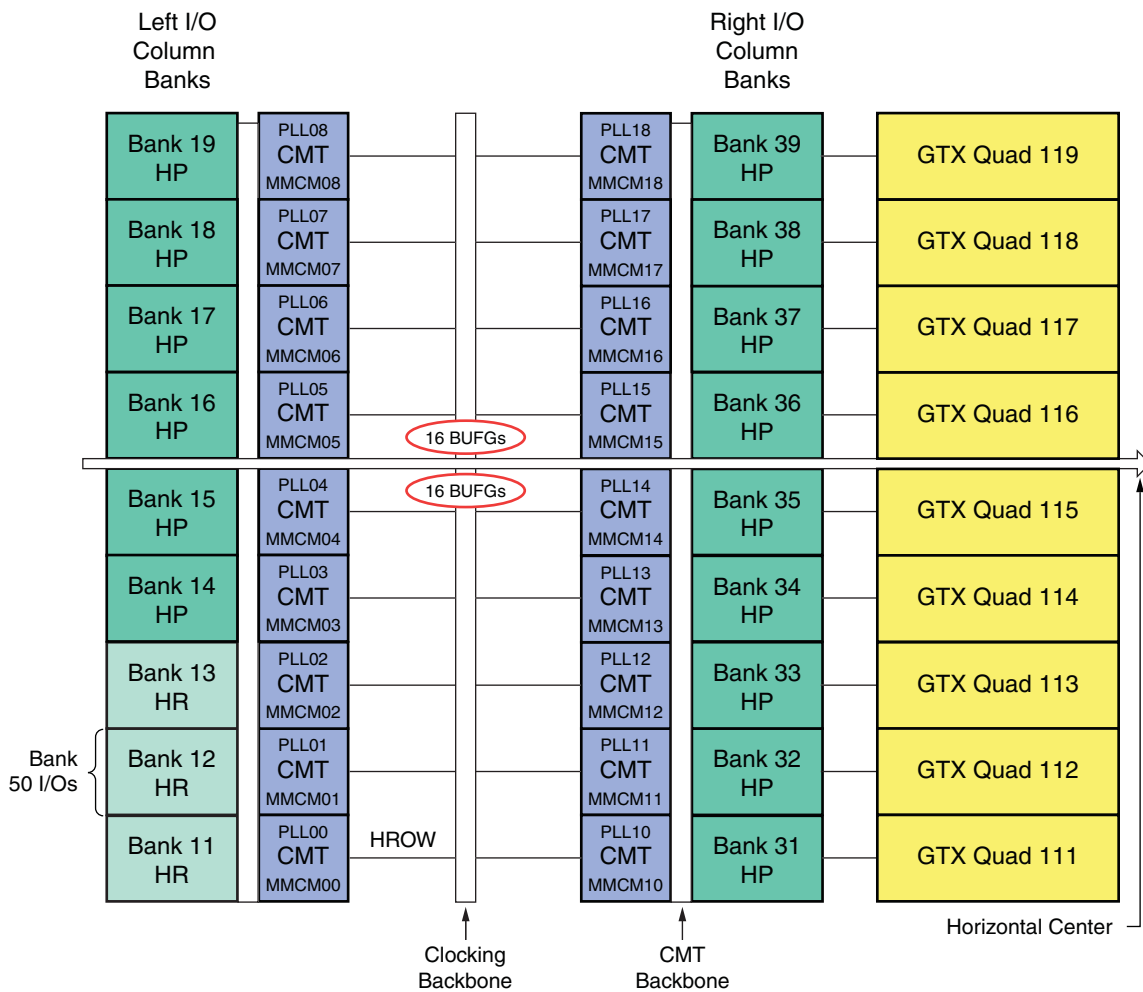 Left I/O
Column
Banks
Right I/O
Column
Banks
Bank 19
HP
PLL08
CMT
MMCM08
PLL18
CMT
MMCM18
Bank 39
HP
GTX Quad 119
Bank 18
HP
PLL07
CMT
MMCM07
PLL17
CMT
MMCM17
Bank 38
HP
GTX Quad 118
Bank 17
HP
PLL06
CMT
MMCM06
PLL16
CMT
MMCM16
Bank 37
HP
GTX Quad 117
Bank 16
HP
PLL05
CMT
MMCM05
16 BUFGs
PLL15
CMT
MMCM15
Bank 36
HP
GTX Quad 116
Bank 15
HP
PLL04
CMT
MMCM04
16 BUFGs
PLL14
CMT
MMCM14
Bank 35
HP
GTX Quad 115
Bank 14
HP
PLL03
CMT
MMCM03
PLL13
CMT
MMCM13
Bank 34
HP
GTX Quad 114
Bank 13
HR
PLL02
CMT
MMCM02
PLL12
CMT
MMCM12
Bank 33
HP
GTX Quad 113
Bank
50 I/Os
Bank 12
HR
PLL01
CMT
MMCM01
PLL11
CMT
MMCM11
Bank 32
HP
GTX Quad 112
Bank 11
HR
PLL00
CMT
MMCM00
HROW
PLL10
CMT
MMCM10
Bank 31
HP
GTX Quad 111
Clocking
Backbone
CMT
Backbone
Horizontal Center